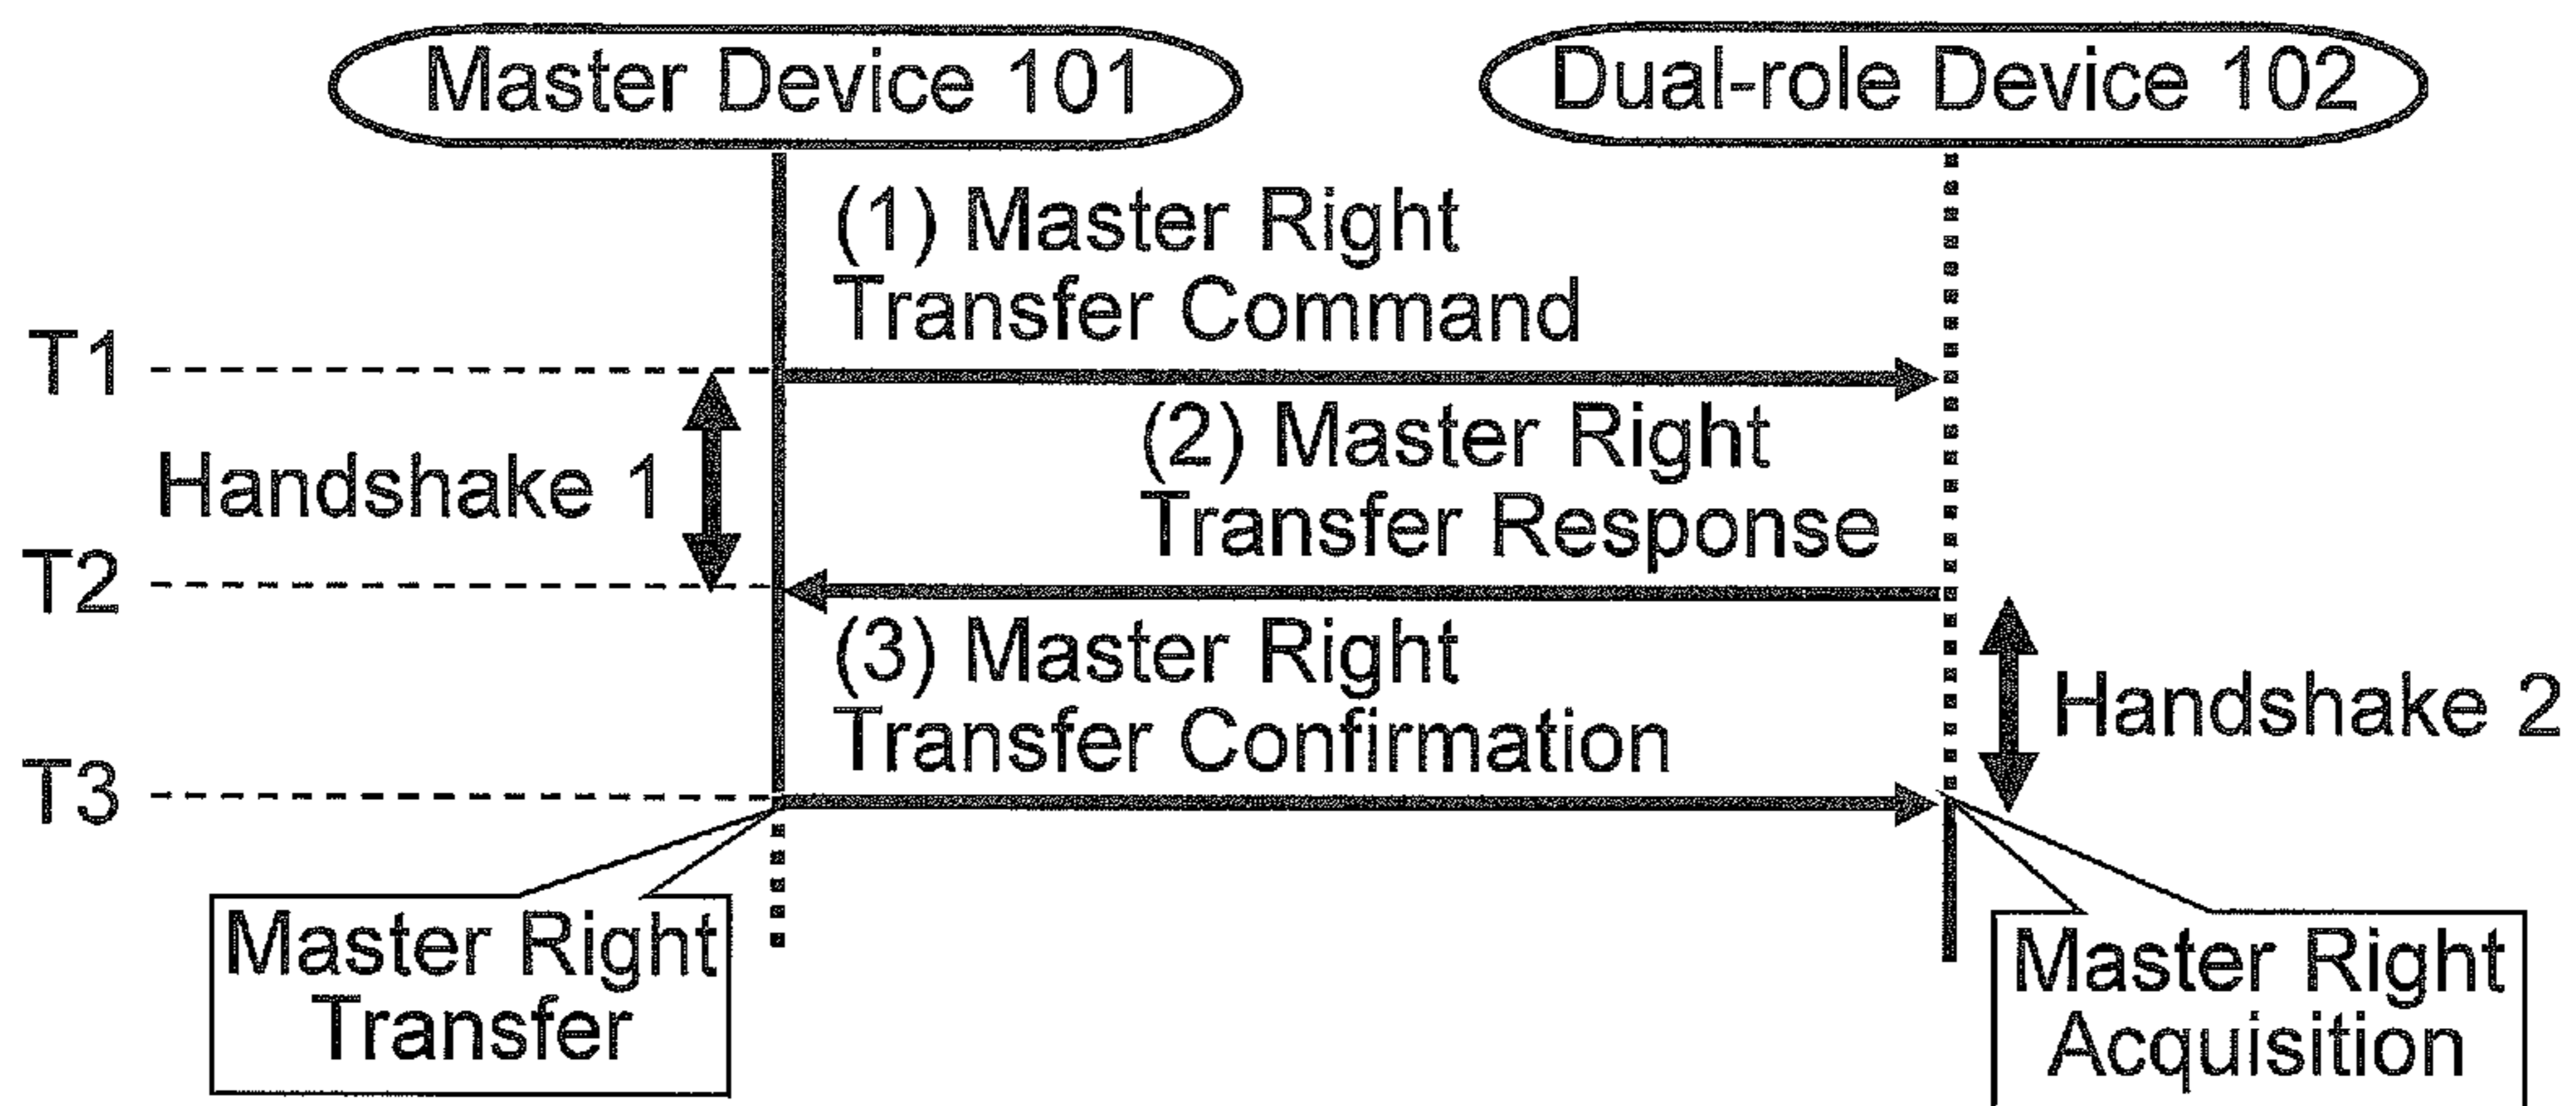 Master Device 101
Dual-role Device 102
(1) Master Right
Transfer Command
T1
(2) Master Right
Transfer Response
Handshake 1
T2
(3) Master Right
Transfer Confirmation
Handshake 2
T3
Master Right
Transfer
Master Right
Acquisition